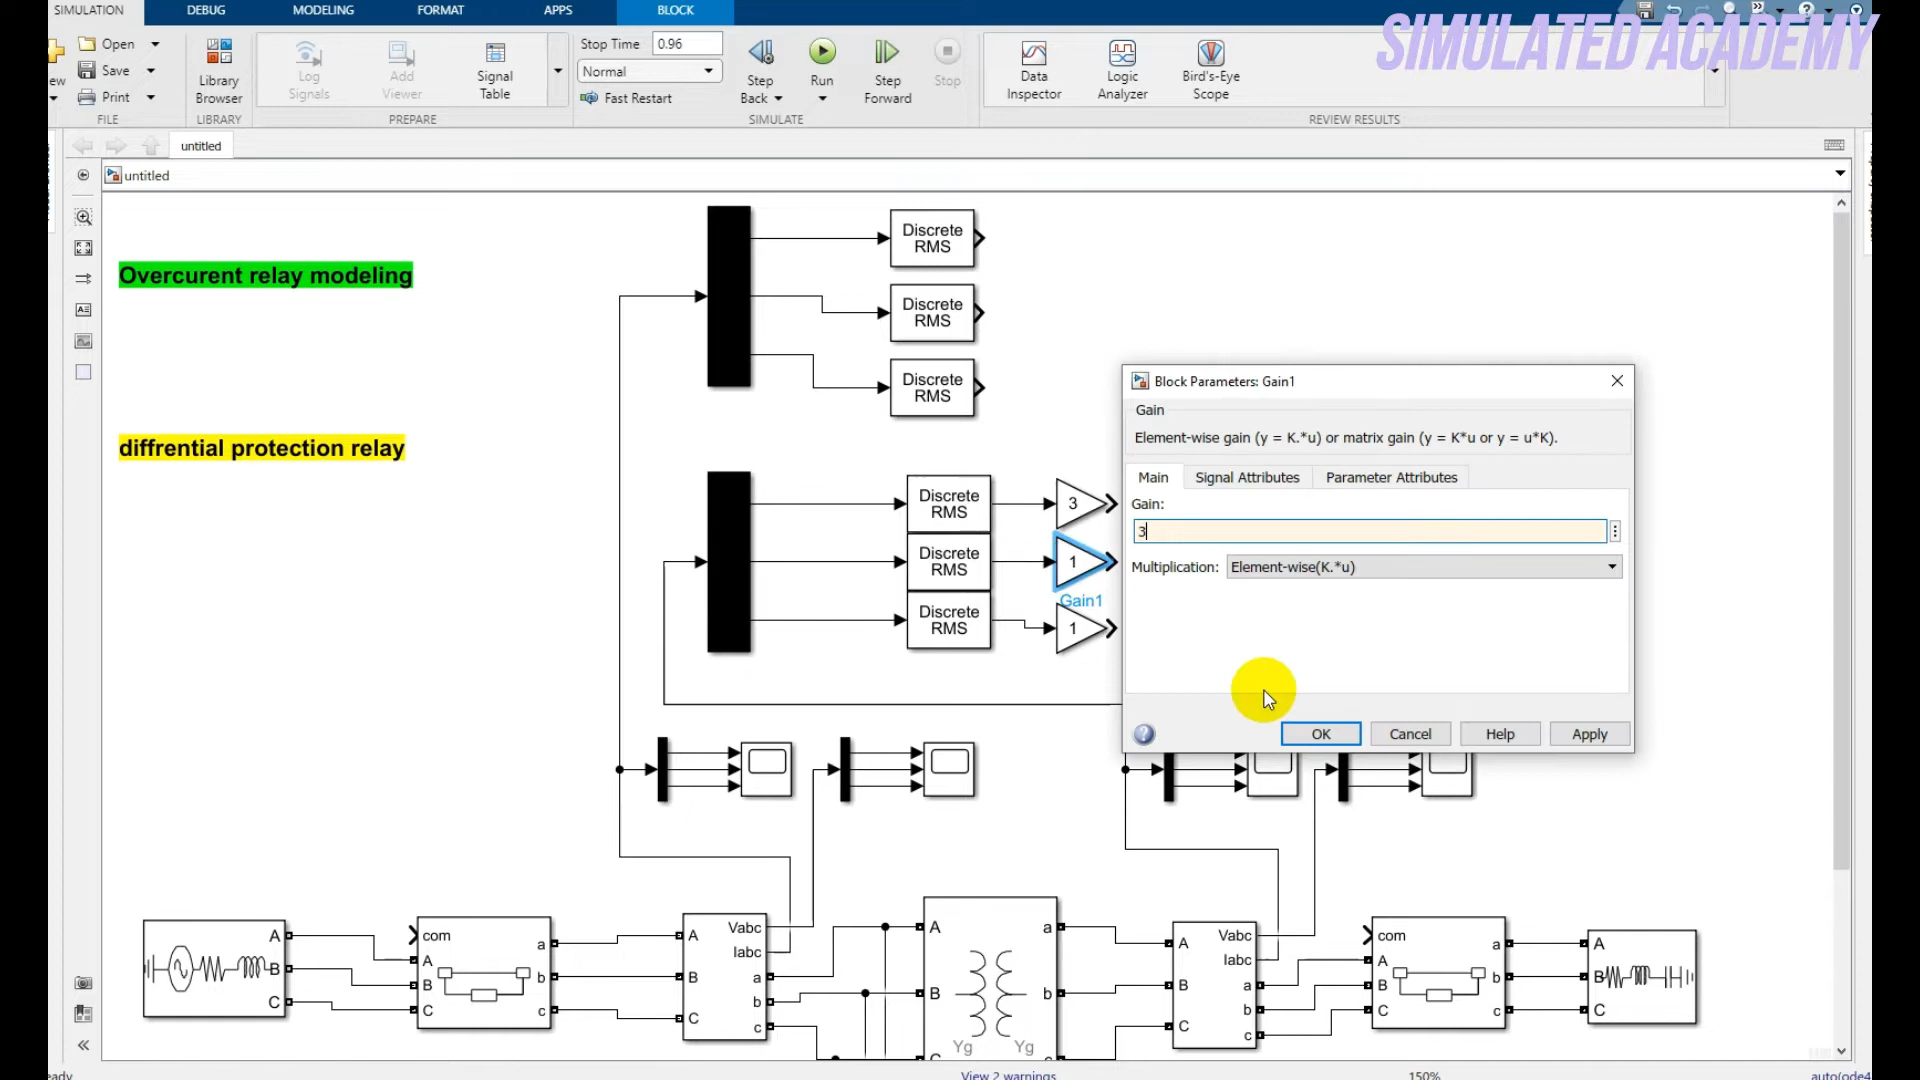 SIMULATION DEBUG MODELING FORMAT APPS BLOCK
SIMULATED ACADEMY
Open
Save
Print
FILE
Library
Browser
LIBRARY
Log
Signals
Add
Viewer
Signal
Table
PREPARE
Stop Time 0.96
Normal
Fast Restart
Step
Back
Run
Step
Forward
Stop
SIMULATE
Data
Inspector
Logic
Analyzer
Bird's-Eye
Scope
REVIEW RESULTS
untitled
untitled
Overcurent relay modeling
diffrential protection relay
Discrete
RMS
Discrete
RMS
Discrete
RMS
Discrete
RMS
3
Discrete
RMS
1
Gain1
Discrete
RMS
1
Block Parameters: Gain1
Gain
Element-wise gain (y = K.*u) or matrix gain (y = K*u or y = u*K).
Main Signal Attributes Parameter Attributes
Gain:
3
Multiplication: Element-wise(K.*u)
OK Cancel Help Apply
A
B
C
com
A
B
C
a
b
c
A
B
C
Vabc
Iabc
a
b
c
A
B
C
a
b
c
Yg Yg
A
B
C
Vabc
Iabc
a
b
c
com
A
B
C
a
b
c
A
B
C
View 2 warnings 150% auto(ode4